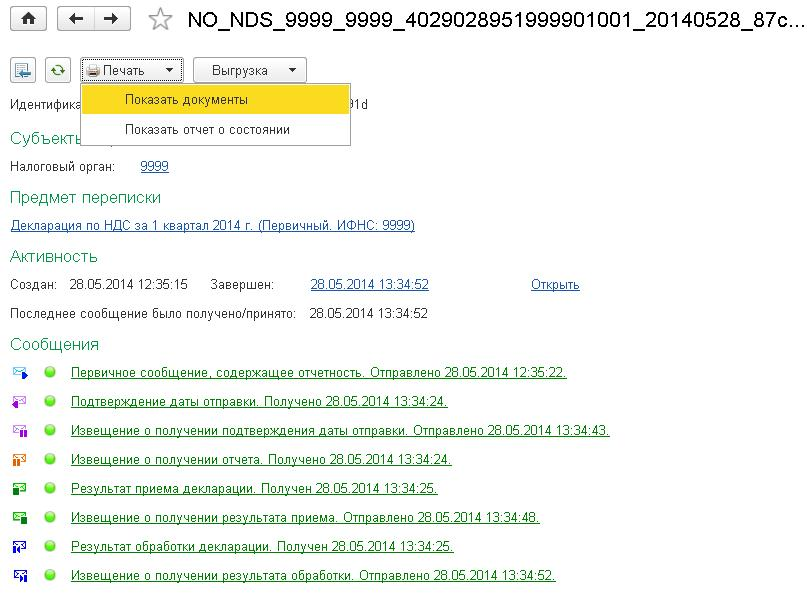 NO_NDS_9999_9999_4029028951999901001_20140528_87c...
Печать Выгрузка
Показать документы
Показать отчет о состоянии
Налоговый орган: 9999
Предмет переписки
Декларация по НДС за 1 квартал 2014 г. (Первичный. ИФНС: 9999)
Активность
Создан: 28.05.2014 12:35:15 Завершен: 28.05.2014 13:34:52 Открыть
Последнее сообщение было получено/принято: 28.05.2014 13:34:52
Сообщения
Первичное сообщение, содержащее отчетность. Отправлено 28.05.2014 12:35:22.
Подтверждение даты отправки. Получено 28.05.2014 13:34:24.
Извещение о получении подтверждения даты отправки. Отправлено 28.05.2014 13:34:43.
Извещение о получении отчета. Получено 28.05.2014 13:34:24.
Результат приема декларации. Получен 28.05.2014 13:34:25.
Извещение о получении результата приема. Отправлено 28.05.2014 13:34:48.
Результат обработки декларации. Получен 28.05.2014 13:34:25.
Извещение о получении результата обработки. Отправлено 28.05.2014 13:34:52.